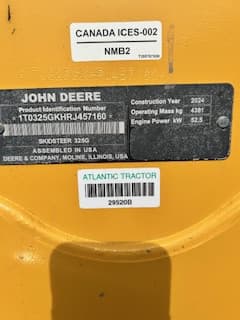 CANADA ICES-002
NMB2
JOHN DEERE
Product Identification Number
*1T0325GKHRJ457160*
SKIDSTEER 325G
ASSEMBLED IN USA
DEERE & COMPANY, MOLINE, ILLINOIS, USA
Construction Year 2024
Operating Mass kg 4381
Engine Power kW 52.5
ATLANTIC TRACTOR
29520B